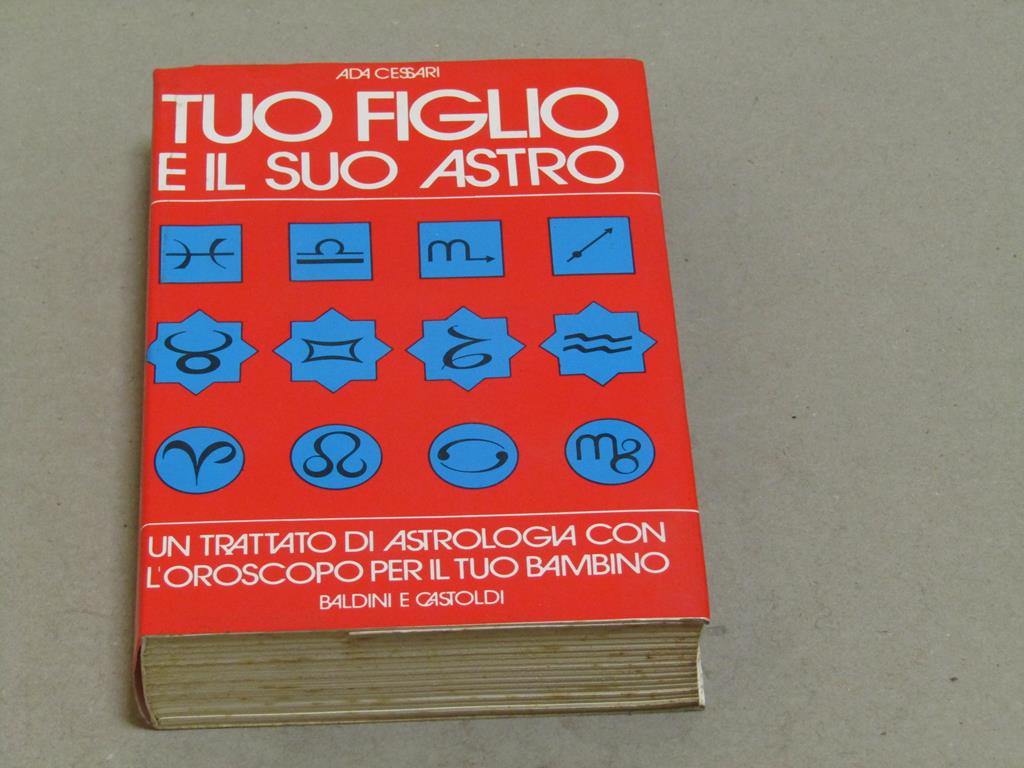 ADA CESSARI
TUO FIGLIO
E IL SUO ASTRO
UN TRATTATO DI ASTROLOGIA CON
L'OROSCOPO PER IL TUO BAMBINO
BALDINI E CASTOLDI